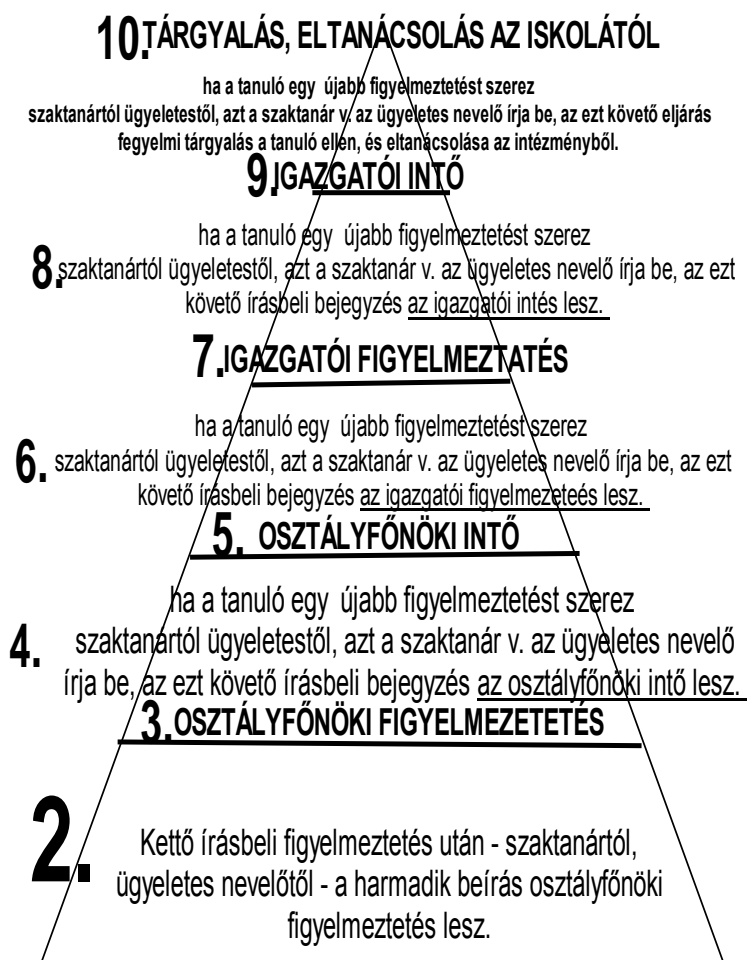 10. TÁRGYALÁS, ELTANÁCSOLÁS AZ ISKOLÁTÓL
ha a tanuló egy újabb figyelmeztetést szerez
szaktanártól ügyeletestől, azt a szaktanár v. az ügyeletes nevelő írja be, az ezt követő eljárás
fegyelmi tárgyalás a tanuló ellen, és eltanácsolása az intézményből.
9. IGAZGATÓI INTŐ
ha a tanuló egy újabb figyelmeztetést szerez
8. szaktanártól ügyeletestől, azt a szaktanár v. az ügyeletes nevelő írja be, az ezt
követő írásbeli bejegyzés az igazgatói intés lesz.
7. IGAZGATÓI FIGYELMEZTATÉS
ha a tanuló egy újabb figyelmeztetést szerez
6. szaktanártól ügyeletestől, azt a szaktanár v. az ügyeletes nevelő írja be, az ezt
követő írásbeli bejegyzés az igazgatói figyelmezeteés lesz.
5. OSZTÁLYFŐNÖKI INTŐ
ha a tanuló egy újabb figyelmeztetést szerez
4. szaktanártól ügyeletestől, azt a szaktanár v. az ügyeletes nevelő
írja be, az ezt követő írásbeli bejegyzés az osztályfőnöki intő lesz.
3. OSZTÁLYFŐNÖKI FIGYELMEZETETÉS
2. Kettő írásbeli figyelmeztetés után - szaktanártól,
ügyeletes nevelőtől - a harmadik beírás osztályfőnöki
figyelmeztetés lesz.